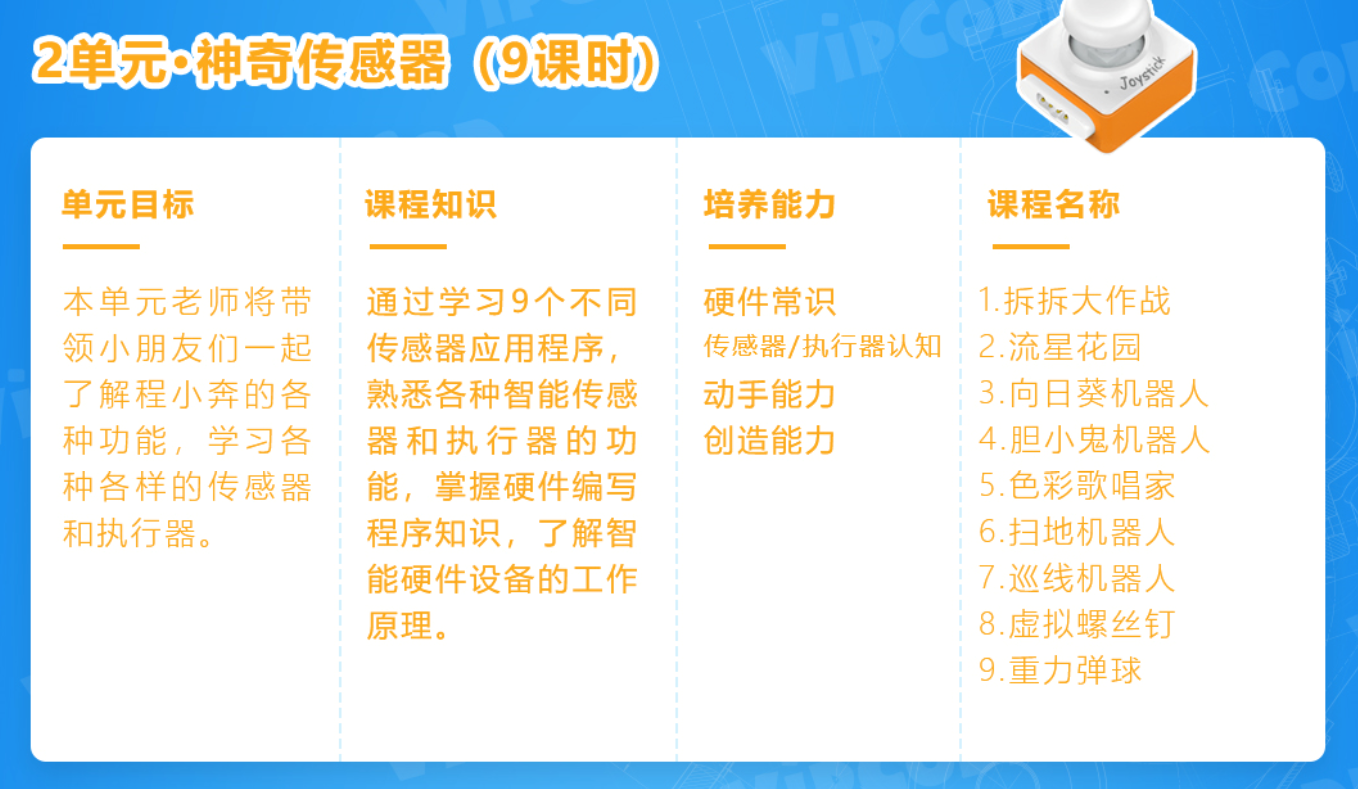 2单元·神奇传感器（9课时）
Joystick
单元目标
本单元老师将带
领小朋友们一起
了解程小奔的各
种功能，学习各
种各样的传感器
和执行器。
课程知识
通过学习9个不同
传感器应用程序，
熟悉各种智能传感
器和执行器的功
能，掌握硬件编写
程序知识，了解智
能硬件设备的工作
原理。
培养能力
硬件常识
传感器/执行器认知
动手能力
创造能力
课程名称
1.拆拆大作战
2.流星花园
3.向日葵机器人
4.胆小鬼机器人
5.色彩歌唱家
6.扫地机器人
7.巡线机器人
8.虚拟螺丝钉
9.重力弹球
VipCode